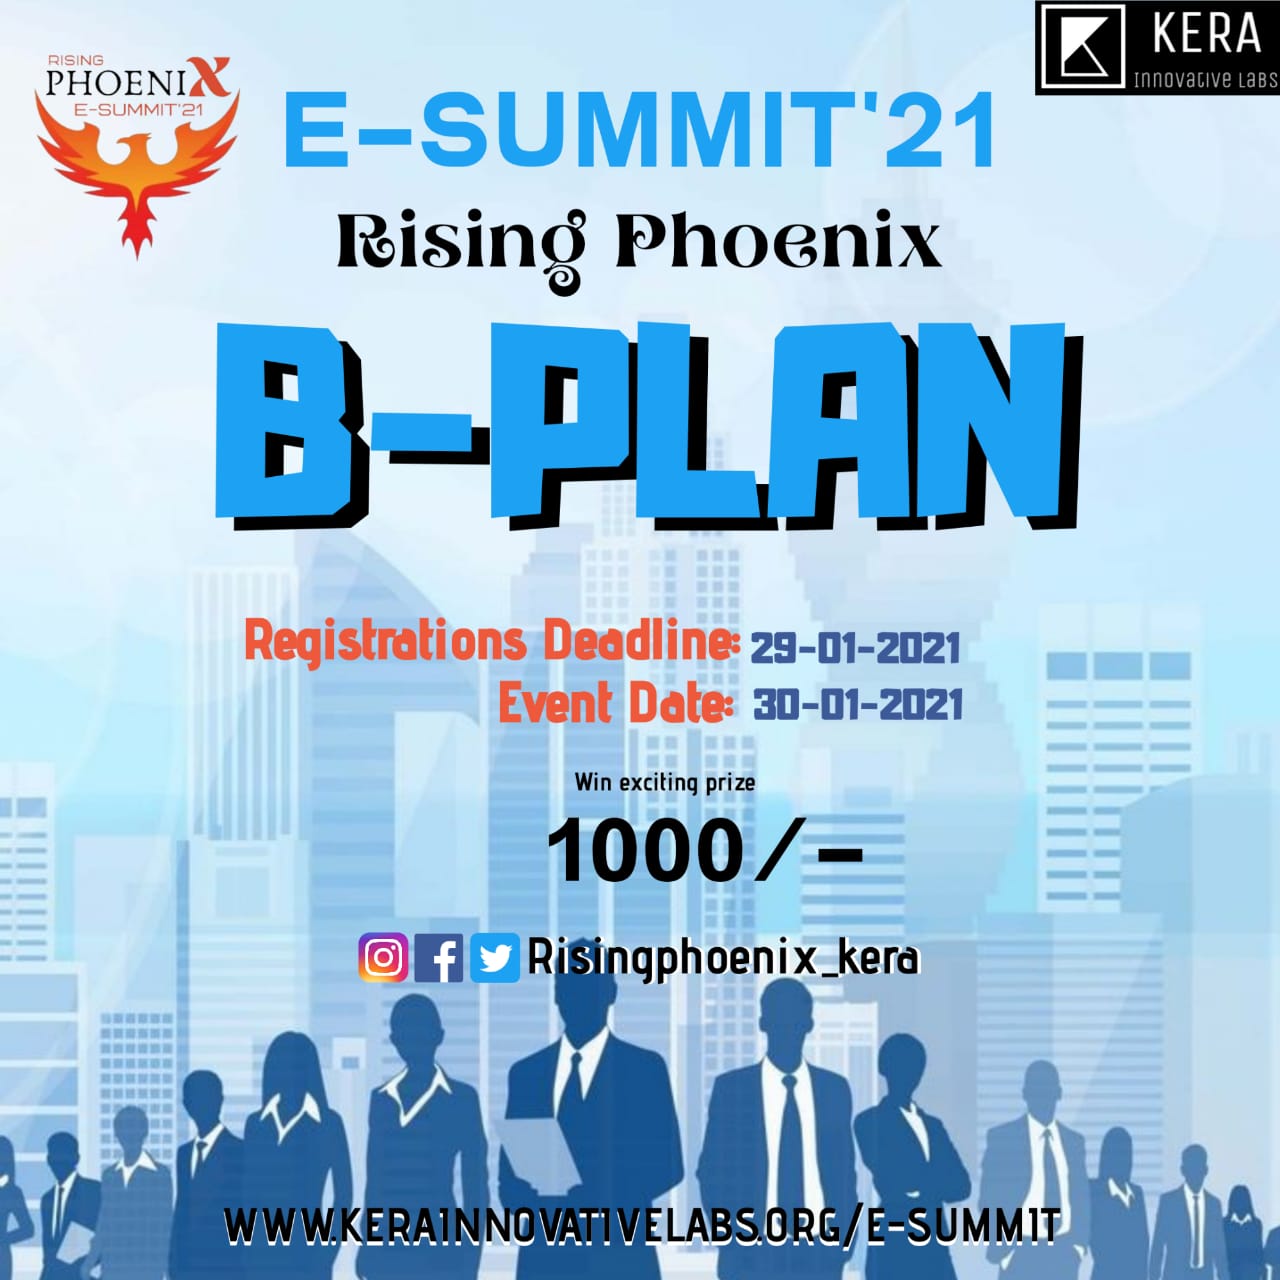 RISING
PHOENIX
E-SUMMIT'21
KERA
Innovative Labs
E-SUMMIT'21
Rising Phoenix
B-PLAN
Registrations Deadline: 29-01-2021
Event Date: 30-01-2021
Win exciting prize
1000/-
Risingphoenix_kera
WWW.KERAINNOVATIVELABS.ORG/E-SUMMIT